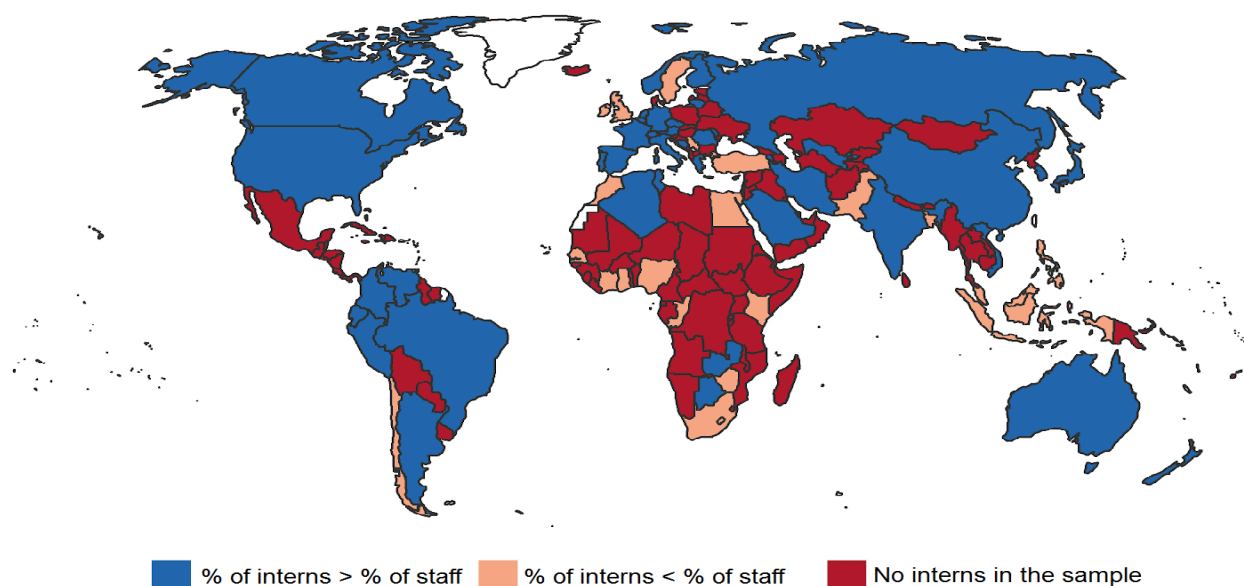 % of interns > % of staff % of interns < % of staff No interns in the sample